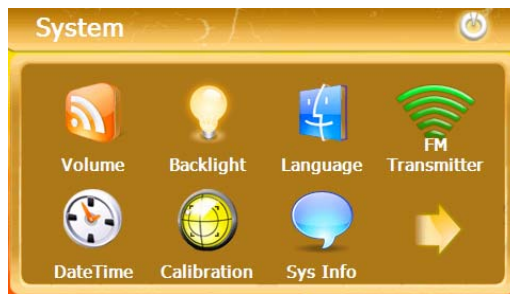 System
Volume
Backlight
Language
FM
Transmitter
DateTime
Calibration
Sys Info